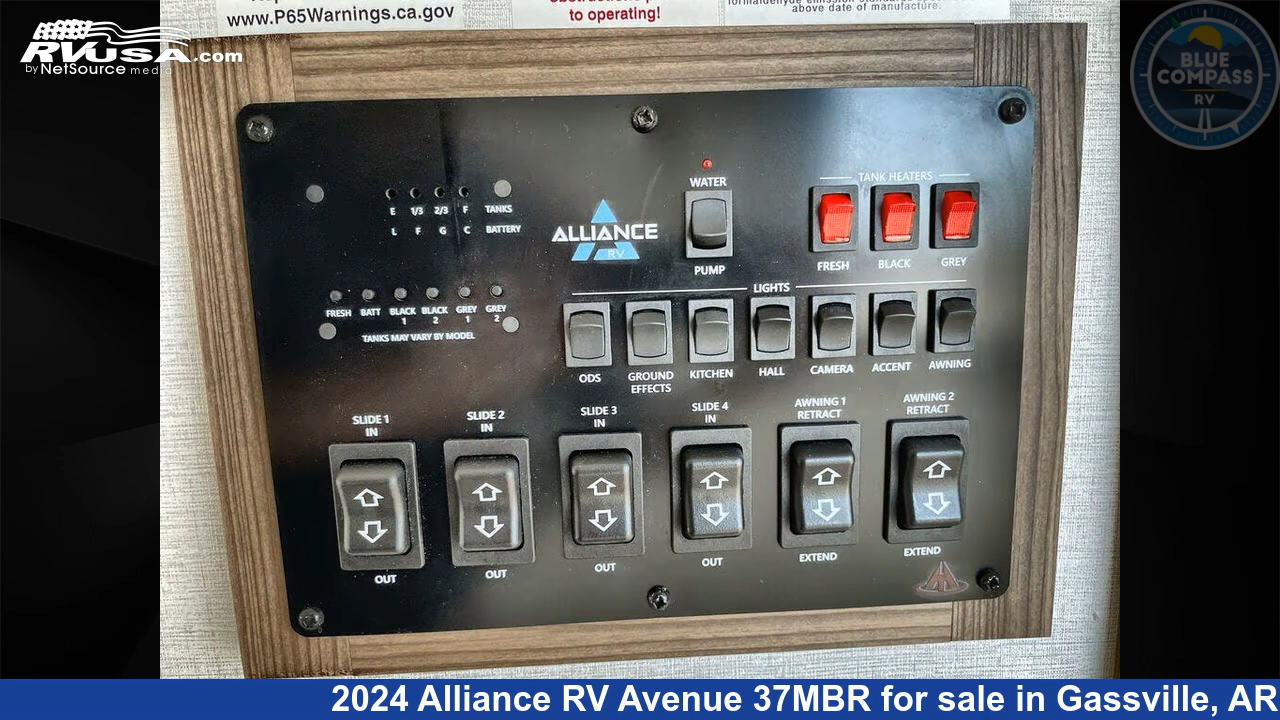 www.P65Warnings.ca.gov
to operating!
above date of manufacture.
RVUSA.com
by NetSource media
BLUE
COMPASS
RV
WATER
PUMP
TANK HEATERS
FRESH BLACK GREY
E 1/3 2/3 F TANKS
L F G C BATTERY
ALLIANCE
RV
FRESH BATT BLACK 1 BLACK 2 GREY 1 GREY 2
TANKS MAY VARY BY MODEL
LIGHTS
ODS GROUND EFFECTS KITCHEN HALL CAMERA ACCENT AWNING
SLIDE 1 SLIDE 2 SLIDE 3 SLIDE 4 AWNING 1 AWNING 2
IN IN IN IN RETRACT RETRACT
OUT OUT OUT OUT EXTEND EXTEND
2024 Alliance RV Avenue 37MBR for sale in Gassville, AR